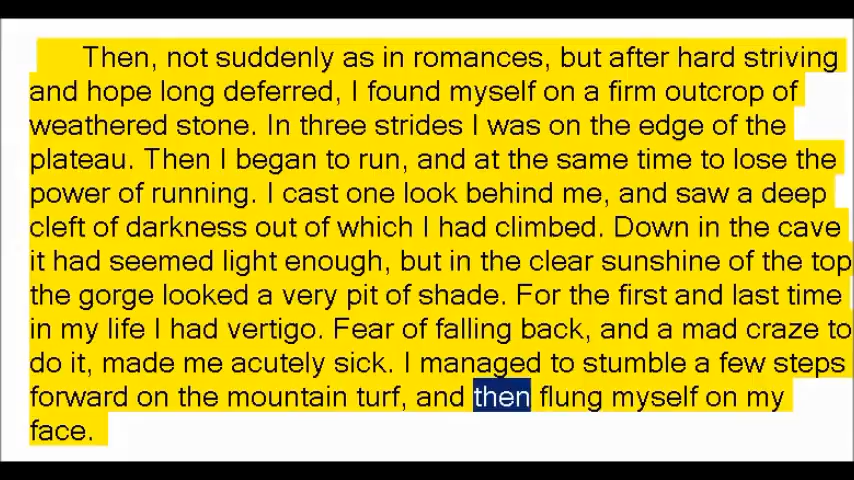 Then, not suddenly as in romances, but after hard striving
and hope long deferred, I found myself on a firm outcrop of
weathered stone. In three strides I was on the edge of the
plateau. Then I began to run, and at the same time to lose the
power of running. I cast one look behind me, and saw a deep
cleft of darkness out of which I had climbed. Down in the cave
it had seemed light enough, but in the clear sunshine of the top
the gorge looked a very pit of shade. For the first and last time
in my life I had vertigo. Fear of falling back, and a mad craze to
do it, made me acutely sick. I managed to stumble a few steps
forward on the mountain turf, and then flung myself on my
face.